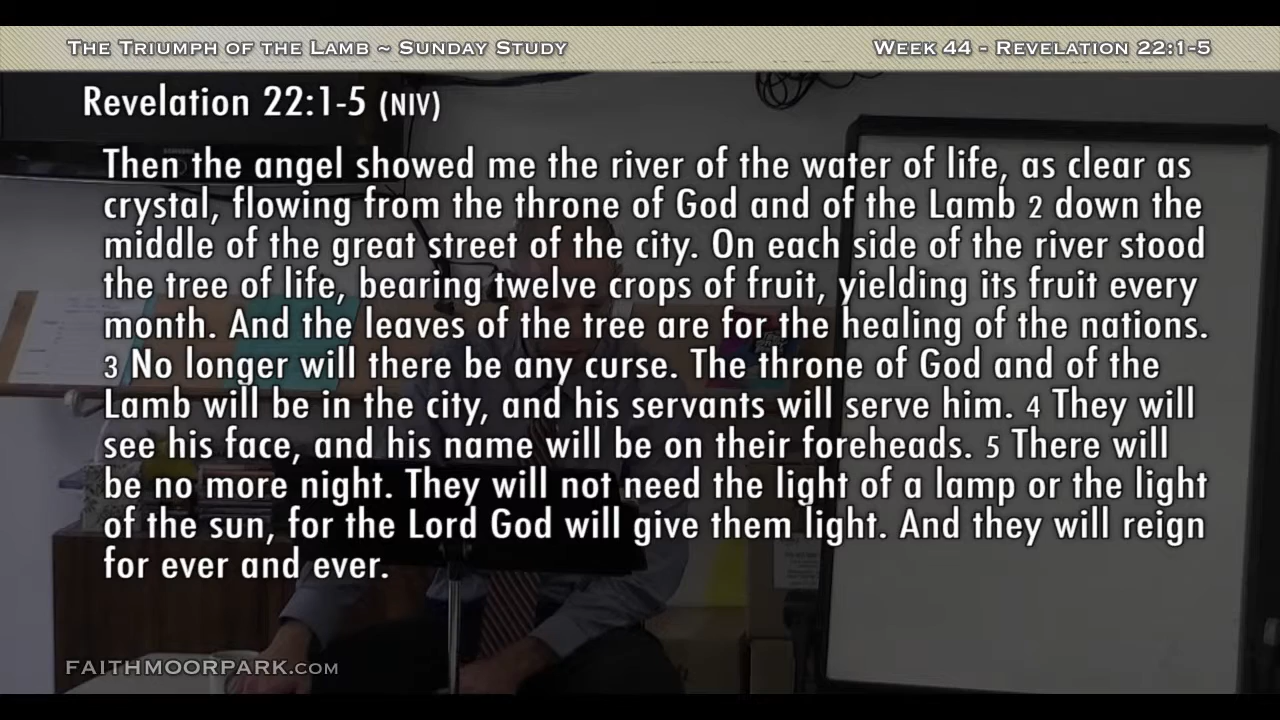 The Triumph of the Lamb ~ Sunday Study
Week 44 - Revelation 22:1-5
Revelation 22:1-5 (NIV)
Then the angel showed me the river of the water of life, as clear as
crystal, flowing from the throne of God and of the Lamb 2 down the
middle of the great street of the city. On each side of the river stood
the tree of life, bearing twelve crops of fruit, yielding its fruit every
month. And the leaves of the tree are for the healing of the nations.
3 No longer will there be any curse. The throne of God and of the
Lamb will be in the city, and his servants will serve him. 4 They will
see his face, and his name will be on their foreheads. 5 There will
be no more night. They will not need the light of a lamp or the light
of the sun, for the Lord God will give them light. And they will reign
for ever and ever.
FAITHMOORPARK.COM